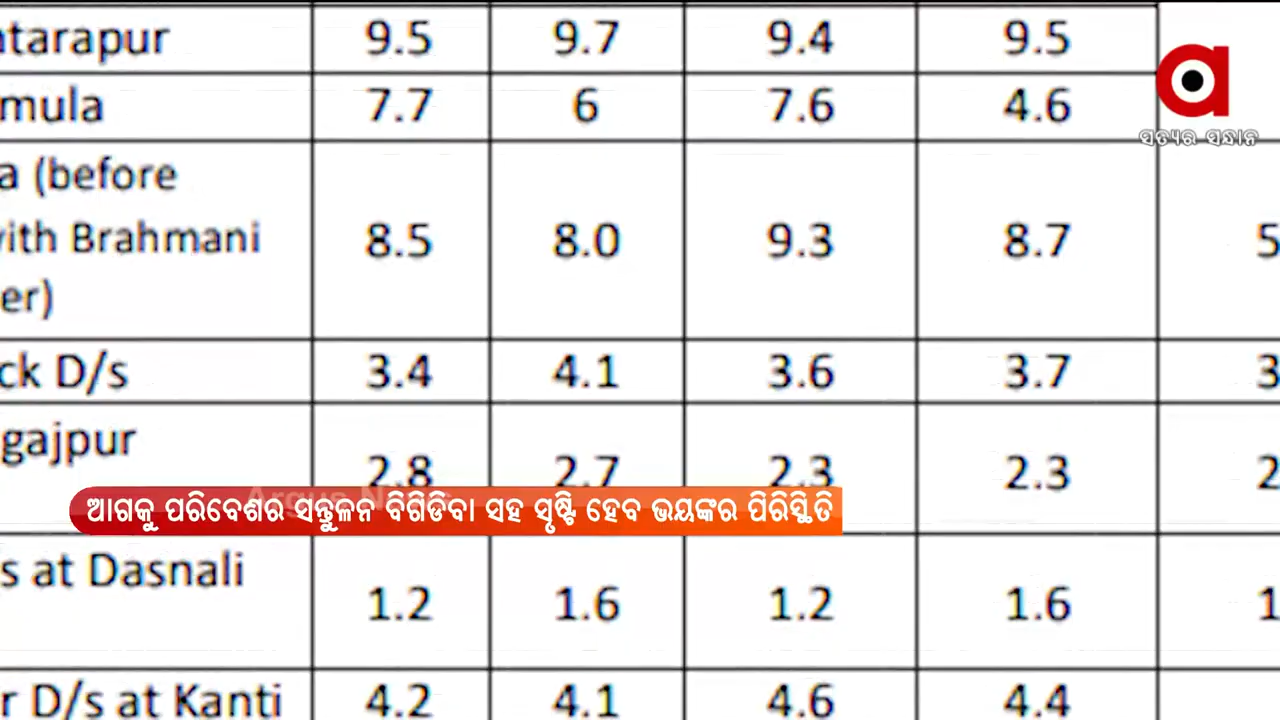 ntarapur 9.5 9.7 9.4 9.5
mula 7.7 6 7.6 4.6
ସତ୍ୟର ସନ୍ଧାନ
a (before
with Brahmani 8.5 8.0 9.3 8.7 5
er)
ck D/s 3.4 4.1 3.6 3.7 3
gajpur
2.8 2.7 2.3 2.3 2
ଆଗକୁ ପରିବେଶର ସନ୍ତୁଳନ ବିଗିଡିବା ସହ ସୃଷ୍ଟି ହେବ ଭୟଙ୍କର ପିରିସ୍ଥିତି
s at Dasnali
1.2 1.6 1.2 1.6 1
r D/s at Kanti 4.2 4.1 4.6 4.4